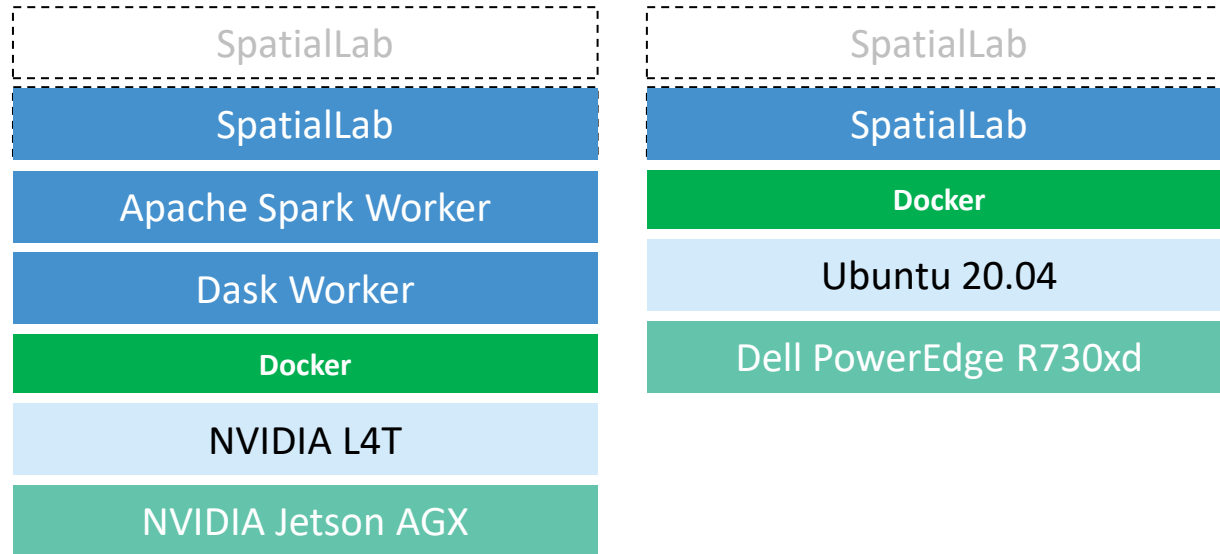 SpatialLab
SpatialLab
Apache Spark Worker
Dask Worker
Docker
NVIDIA L4T
NVIDIA Jetson AGX
SpatialLab
SpatialLab
Docker
Ubuntu 20.04
Dell PowerEdge R730xd